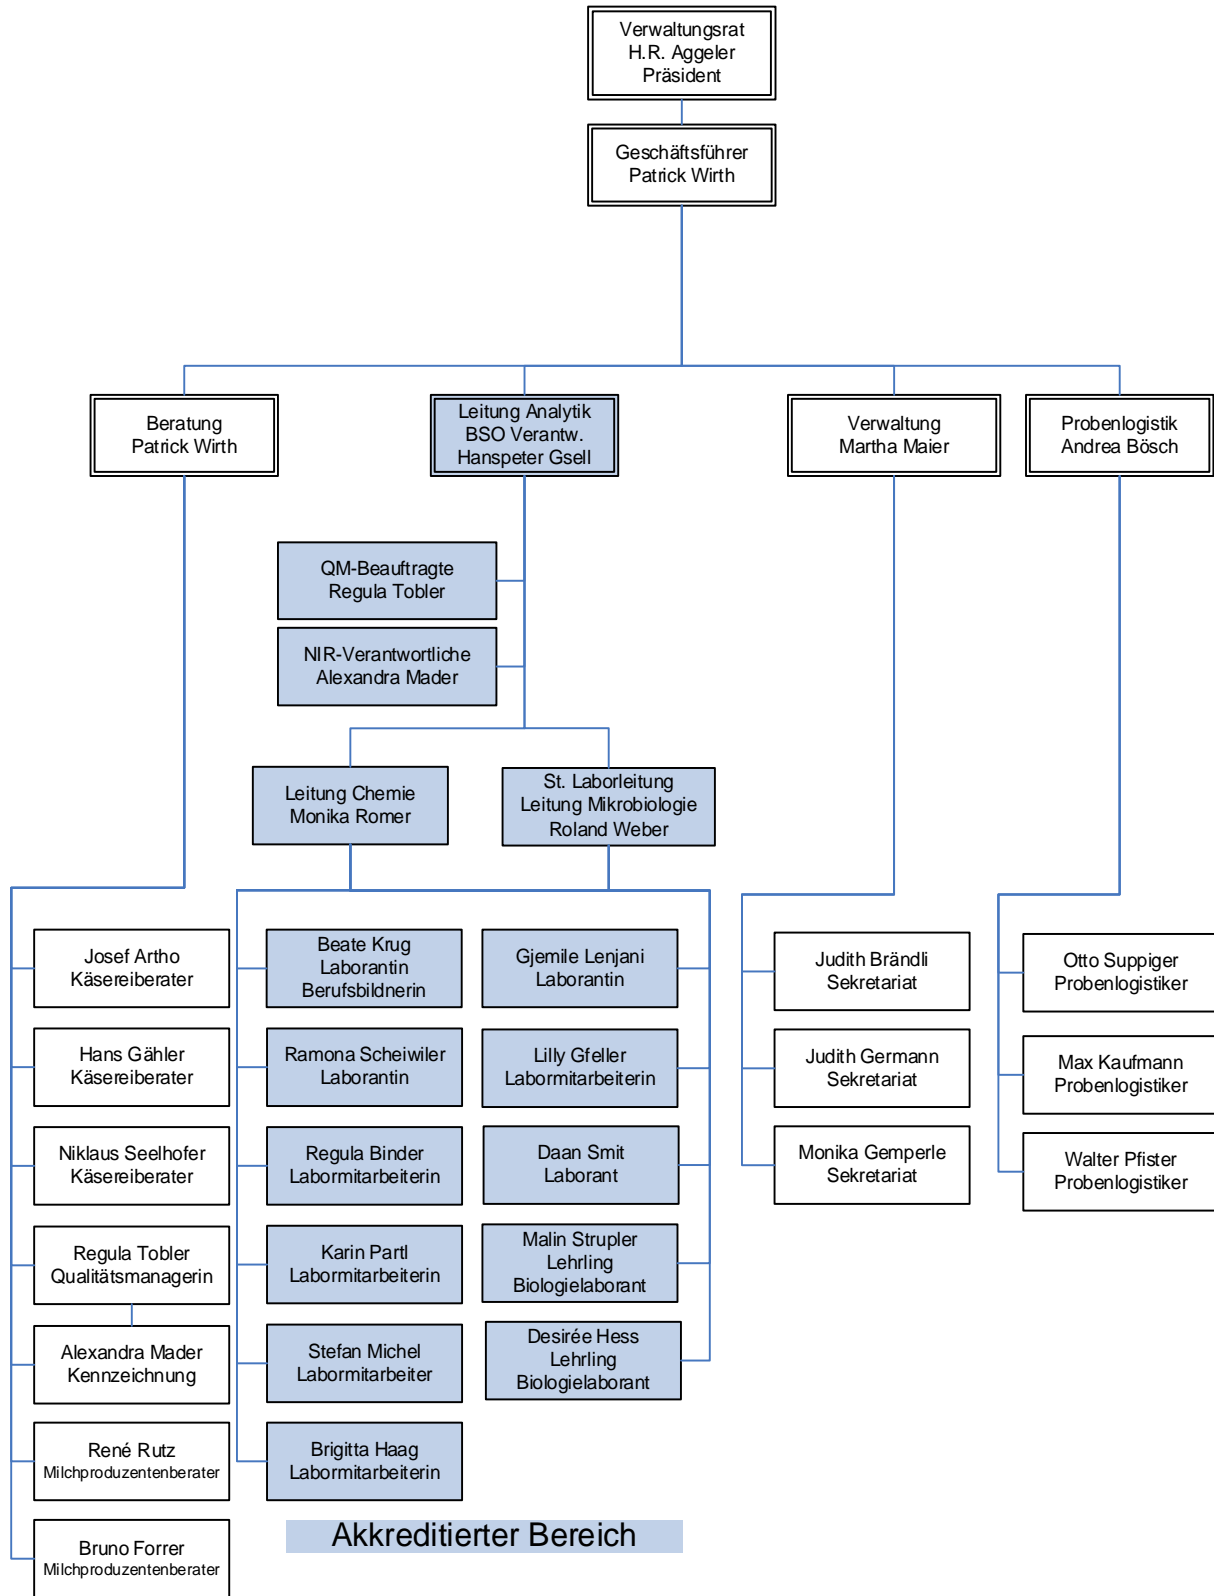 Verwaltungsrat
H.R. Aggeler
Präsident
Geschäftsführer
Patrick Wirth
Beratung
Patrick Wirth
Leitung Analytik
BSO Verantw.
Hanspeter Gsell
Verwaltung
Martha Maier
Probenlogistik
Andrea Bösch
QM-Beauftragte
Regula Tobler
NIR-Verantwortliche
Alexandra Mader
Leitung Chemie
Monika Romer
St. Laborleitung
Leitung Mikrobiologie
Roland Weber
Josef Artho
Käsereiberater
Hans Gähler
Käsereiberater
Niklaus Seelhofer
Käsereiberater
Regula Tobler
Qualitätsmanagerin
Alexandra Mader
Kennzeichnung
René Rutz
Milchproduzentenberater
Bruno Forrer
Milchproduzentenberater
Beate Krug
Laborantin
Berufsbildnerin
Ramona Scheiwiler
Laborantin
Regula Binder
Labormitarbeiterin
Karin Partl
Labormitarbeiterin
Stefan Michel
Labormitarbeiter
Brigitta Haag
Labormitarbeiterin
Gjemile Lenjani
Laborantin
Lilly Gfeller
Labormitarbeiterin
Daan Smit
Laborant
Malin Strupler
Lehrling
Biologielaborant
Desirée Hess
Lehrling
Biologielaborant
Judith Brändli
Sekretariat
Judith Germann
Sekretariat
Monika Gemperle
Sekretariat
Otto Suppiger
Probenlogistiker
Max Kaufmann
Probenlogistiker
Walter Pfister
Probenlogistiker
Akkreditierter Bereich